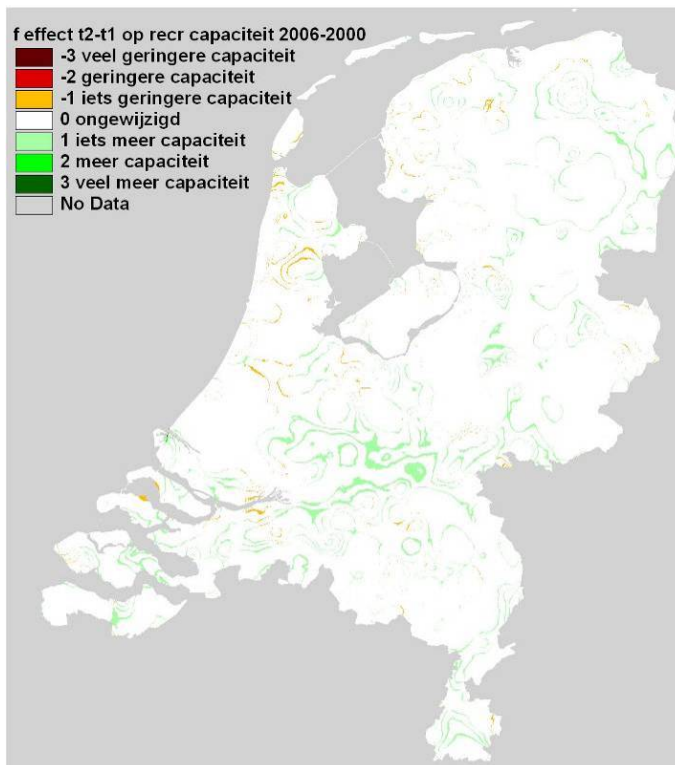 f effect t2-t1 op recr capaciteit 2006-2000
-3 veel geringere capaciteit
-2 geringere capaciteit
-1 iets geringere capaciteit
0 ongewijzigd
1 iets meer capaciteit
2 meer capaciteit
3 veel meer capaciteit
No Data